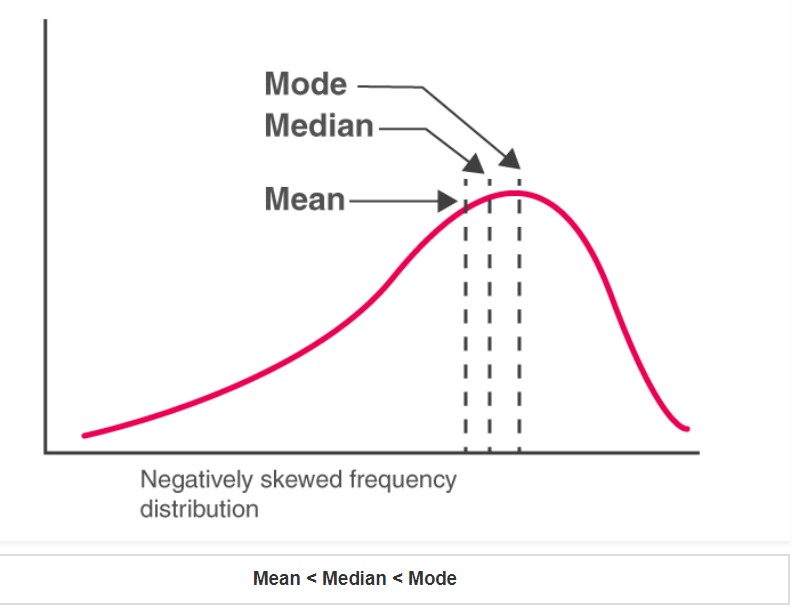 Mode
Median
Mean
Negatively skewed frequency
distribution
Mean < Median < Mode